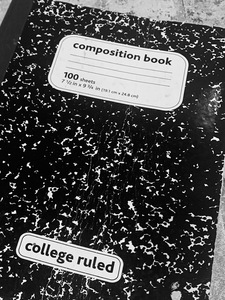 composition book
100 sheets
7 1/2 in x 9 3/4 in (19.1 cm x 24.8 cm)
college ruled